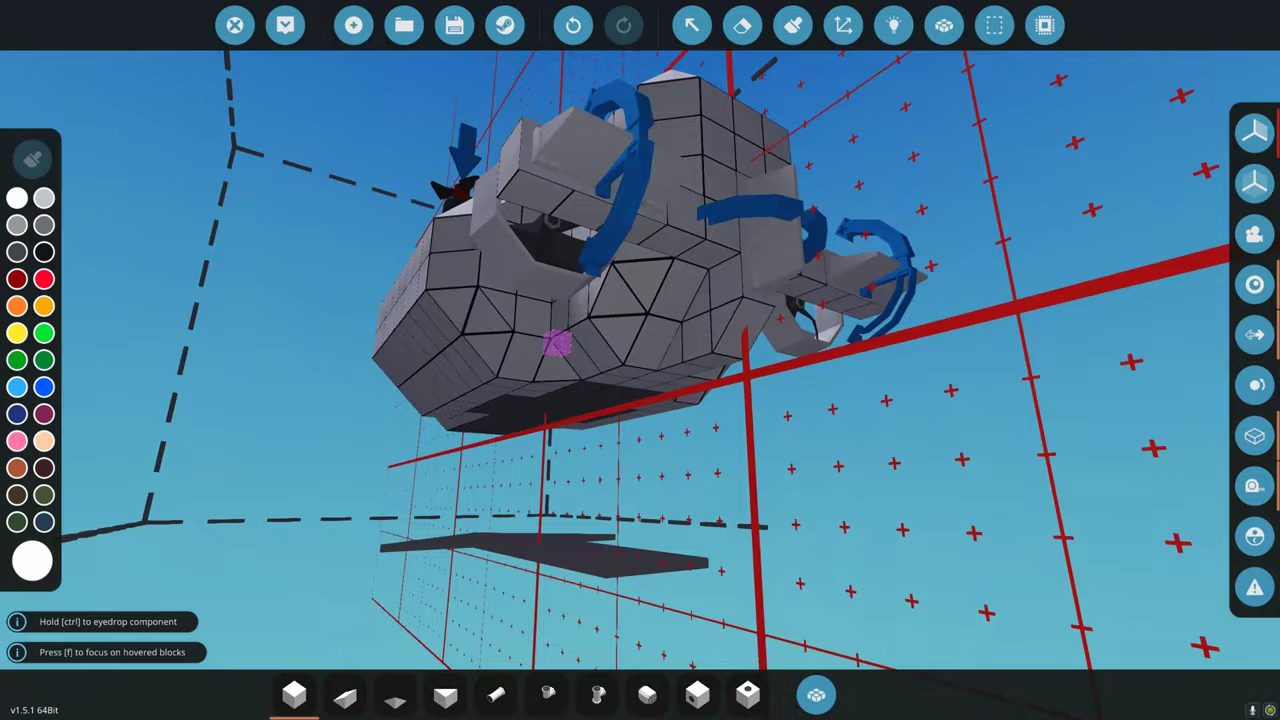 Hold [ctrl] to eyedrop component
Press [f] to focus on hovered blocks
v1.5.1 64Bit